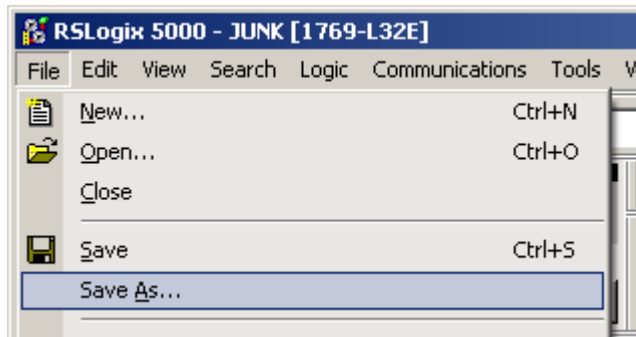 RSLogix 5000 - JUNK [1769-L32E]
File Edit View Search Logic Communications Tools
New... Ctrl+N
Open... Ctrl+O
Close
Save Ctrl+S
Save As...